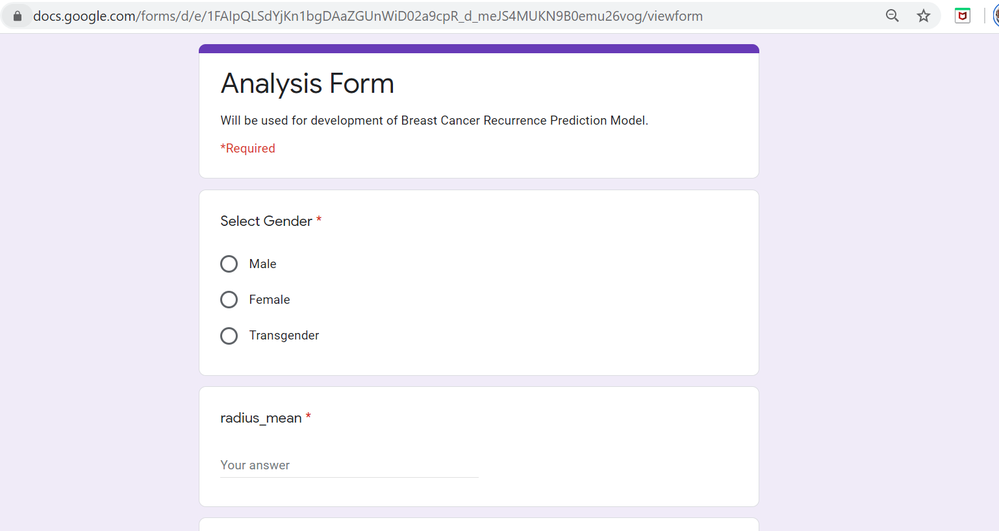 docs.google.com/forms/d/e/1FAIpQLSdYjKn1bgDAaZGUnWiD02a9cpR_d_meJS4MUKN9B0emu26vog/viewform
Analysis Form
Will be used for development of Breast Cancer Recurrence Prediction Model.
*Required
Select Gender *
Male
Female
Transgender
radius_mean *
Your answer